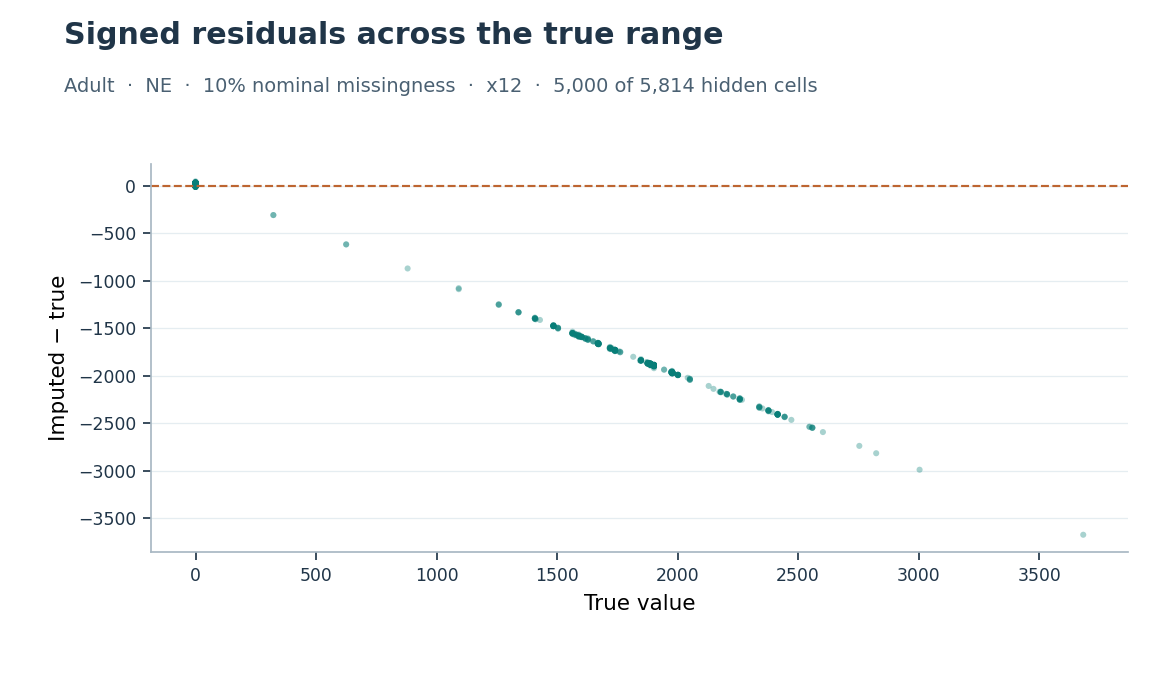 Signed residuals across the true range
Adult · NE · 10% nominal missingness · x12 · 5,000 of 5,814 hidden cells
Imputed − true
0
−500
−1000
−1500
−2000
−2500
−3000
−3500
0 500 1000 1500 2000 2500 3000 3500
True value